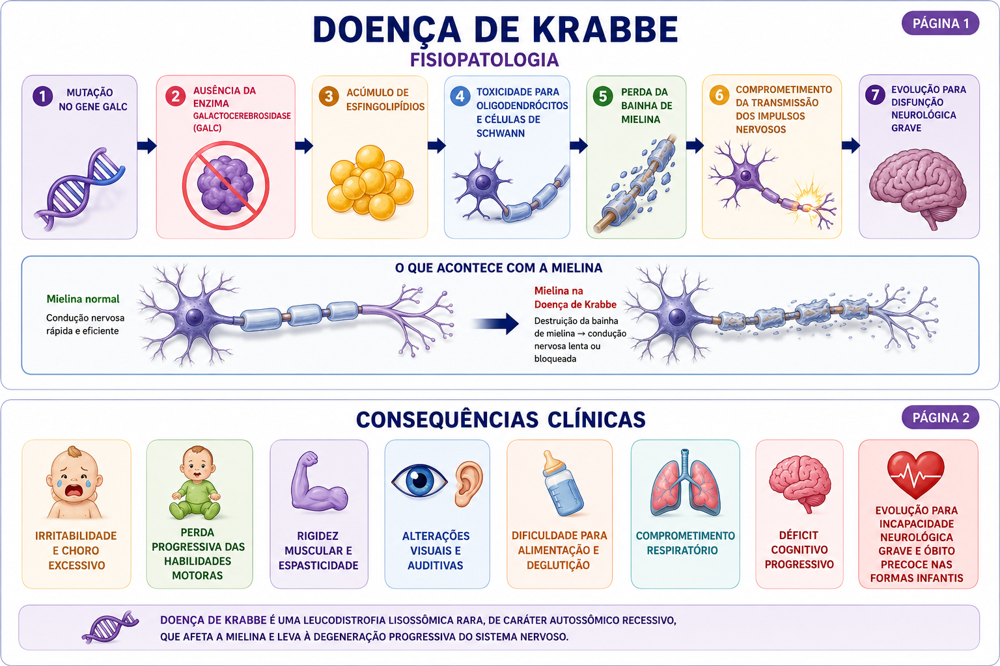 DOENÇA DE KRABBE
PÁGINA 1
FISIOPATOLOGIA
1
MUTAÇÃO
NO GENE GALC
2
AUSÊNCIA DA
ENZIMA
GALACTOCEREBROSIDASE
(GALC)
3
ACÚMULO DE
ESFINGOLIPÍDIOS
4
TOXICIDADE PARA
OLIGODENDRÓCITOS
E CÉLULAS DE
SCHWANN
5
PERDA DA
BAINHA DE
MIELINA
6
COMPROMETIMENTO
DA TRANSMISSÃO
DOS IMPULSOS
NERVOSOS
7
EVOLUÇÃO PARA
DISFUNÇÃO
NEUROLÓGICA
GRAVE
O QUE ACONTECE COM A MIELINA
Mielina normal
Condução nervosa
rápida e eficiente
Mielina na
Doença de Krabbe
Destruição da bainha
de mielina → condução
nervosa lenta ou
bloqueada
CONSEQUÊNCIAS CLÍNICAS
PÁGINA 2
IRRITABILIDADE
E CHORO
EXCESSIVO
PERDA
PROGRESSIVA DAS
HABILIDADES
MOTORAS
RIGIDEZ
MUSCULAR E
ESPASTICIDADE
ALTERAÇÕES
VISUAIS E
AUDITIVAS
DIFICULDADE PARA
ALIMENTAÇÃO E
DEGLUTIÇÃO
COMPROMETIMENTO
RESPIRATÓRIO
DÉFICIT
COGNITIVO
PROGRESSIVO
EVOLUÇÃO PARA
INCAPACIDADE
NEUROLÓGICA
GRAVE E ÓBITO
PRECOCE NAS
FORMAS INFANTIS
DOENÇA DE KRABBE É UMA LEUCODISTROFIA LISOSSÔMICA RARA, DE CARÁTER AUTOSSÔMICO RECESSIVO,
QUE AFETA A MIELINA E LEVA À DEGENERAÇÃO PROGRESSIVA DO SISTEMA NERVOSO.